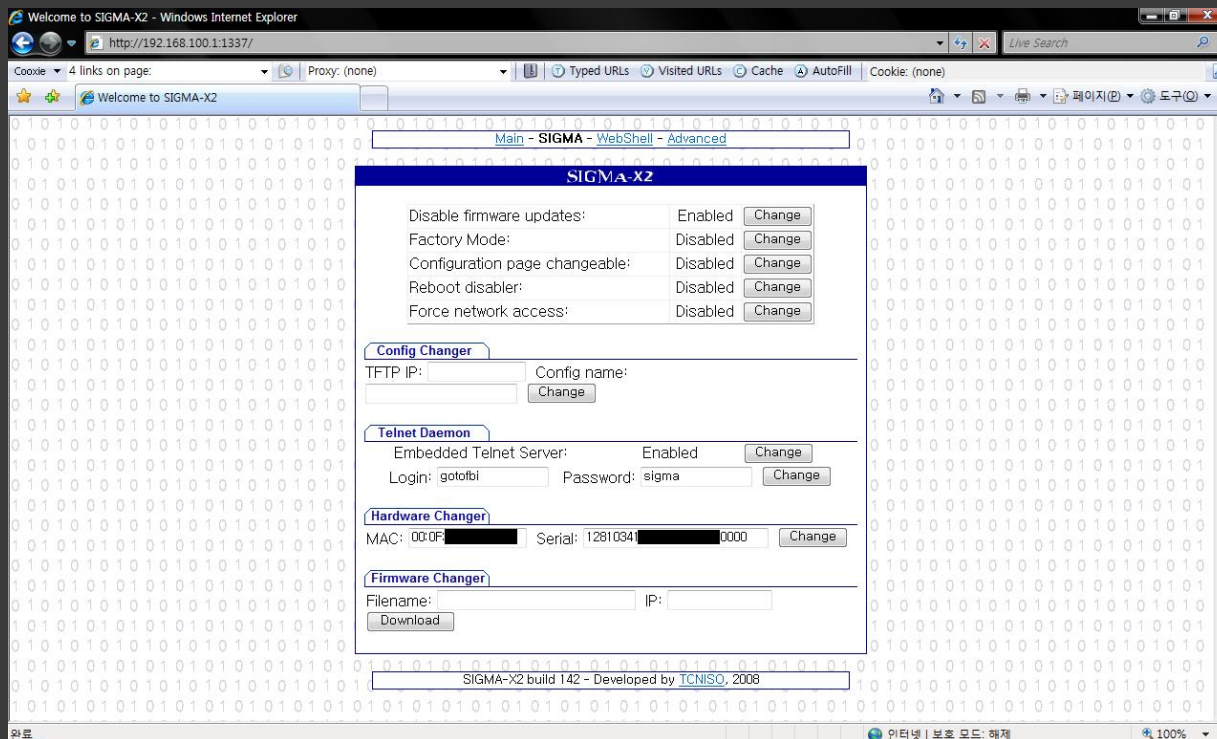 Welcome to SIGMA-X2 - Windows Internet Explorer
http://192.168.100.1:1337/
Live Search
Cooxie 4 links on page: Proxy: (none) Typed URLs Visited URLs Cache AutoFill Cookie: (none)
Welcome to SIGMA-X2 페이지(P) 도구(O)
Main - SIGMA - WebShell - Advanced
SIGMA-X2
Disable firmware updates: Enabled Change
Factory Mode: Disabled Change
Configuration page changeable: Disabled Change
Reboot disabler: Disabled Change
Force network access: Disabled Change
Config Changer
TFTP IP: Config name:
Change
Telnet Daemon
Embedded Telnet Server: Enabled Change
Login: gotofbi Password: sigma Change
Hardware Changer
MAC: 00:0F: Serial: 12810341 0000 Change
Firmware Changer
Filename: IP:
Download
SIGMA-X2 build 142 - Developed by TCNISO, 2008
완료 인터넷 | 보호 모드: 해제 100%